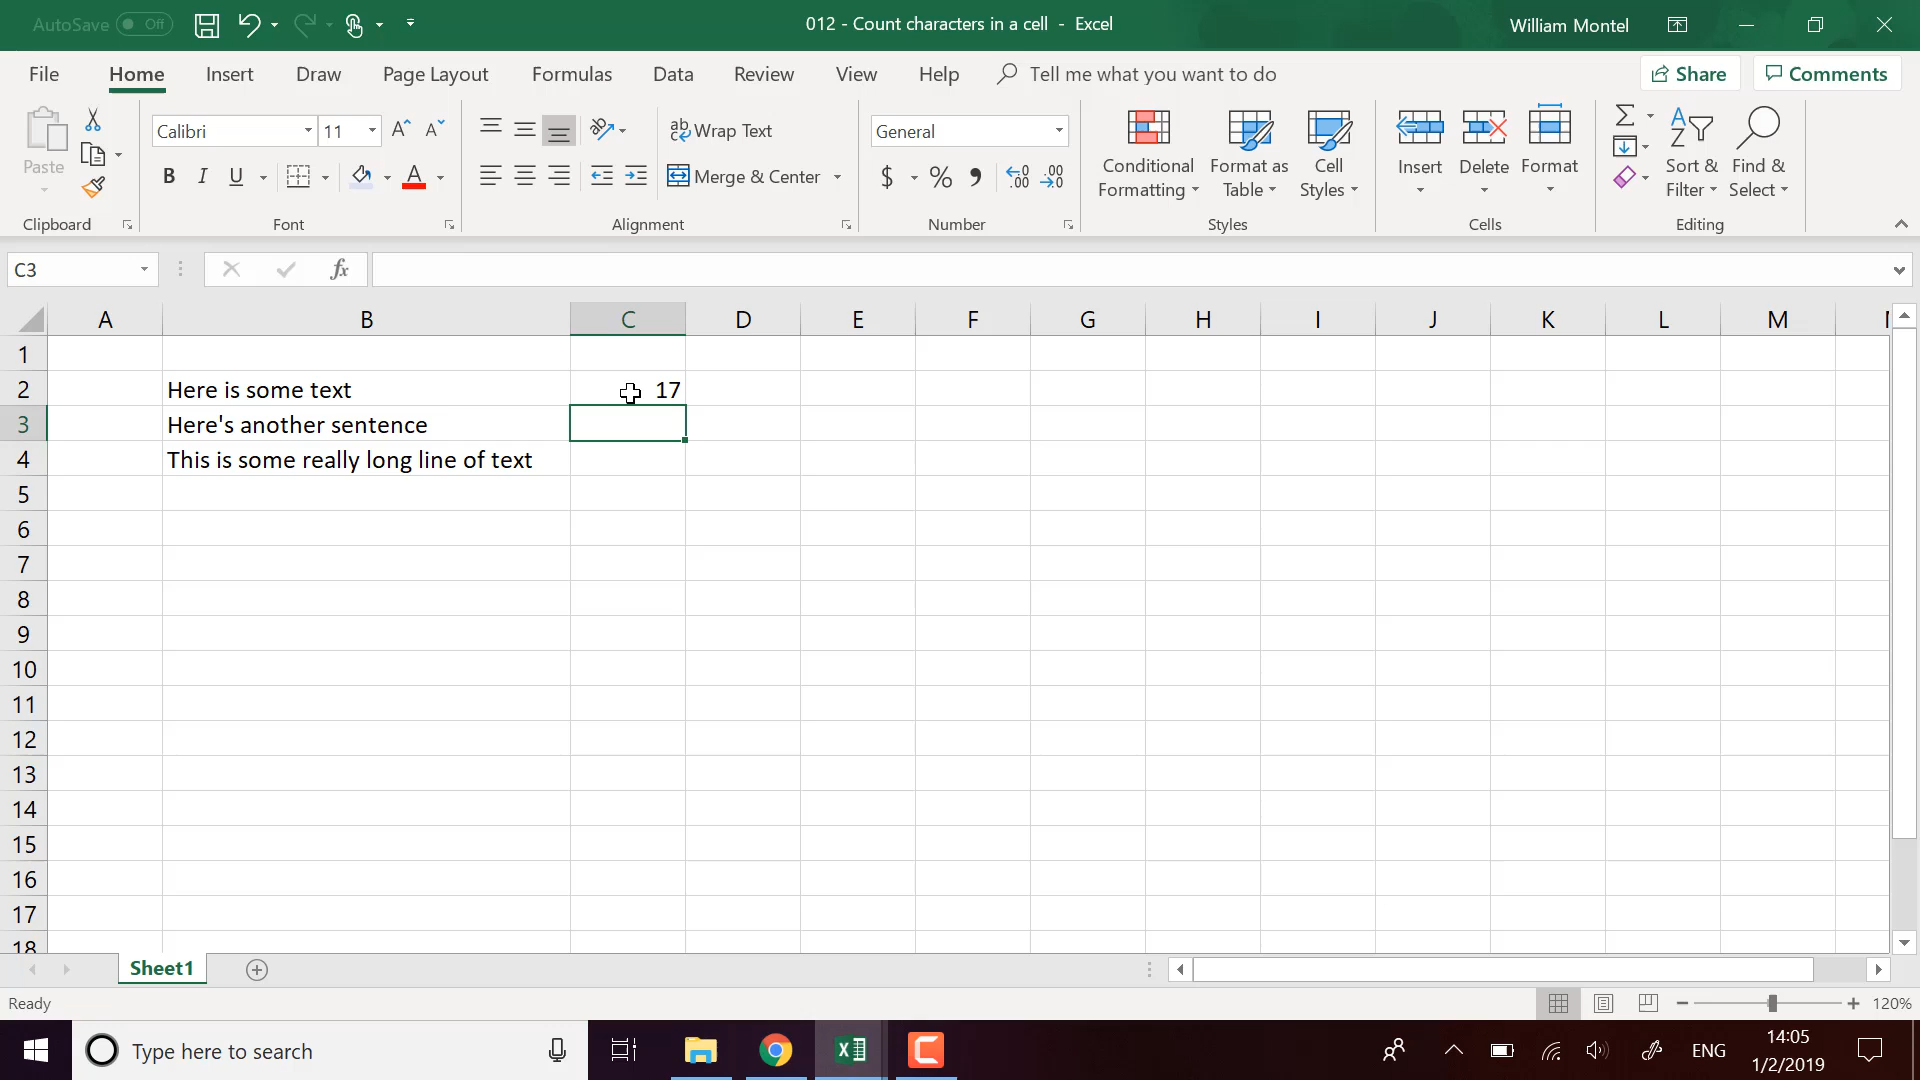 AutoSave Off
012 - Count characters in a cell - Excel
William Montel
File Home Insert Draw Page Layout Formulas Data Review View Help Tell me what you want to do Share Comments
Paste
Clipboard
Calibri 11
B I U A
Font
ab Wrap Text
Merge & Center
Alignment
General
$ % , .00 .00
Number
Conditional Formatting
Format as Table
Cell Styles
Styles
Insert Delete Format
Cells
Sort & Filter
Find & Select
Editing
C3 fx
A B C D E F G H I J K L M
1
2 Here is some text 17
3 Here's another sentence
4 This is some really long line of text
5
6
7
8
9
10
11
12
13
14
15
16
17
18
Sheet1
Ready 120%
Type here to search
ENG
14:05
1/2/2019